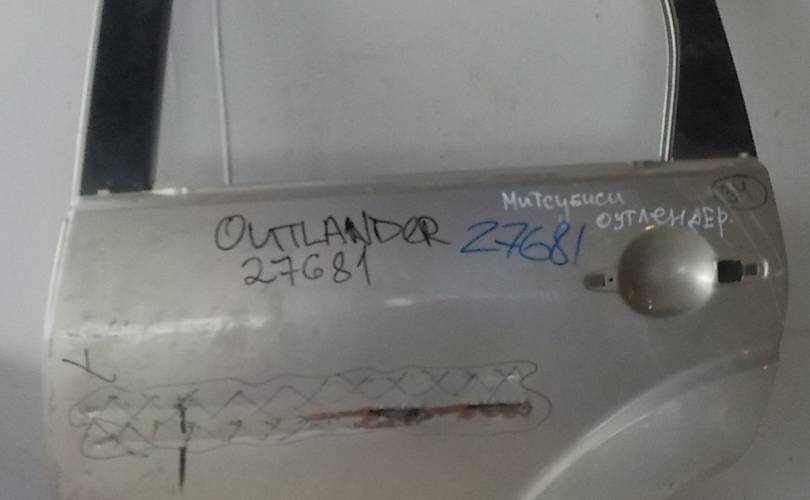 OUTLANDER 27681
27681
Митсубиси
оутлендер.